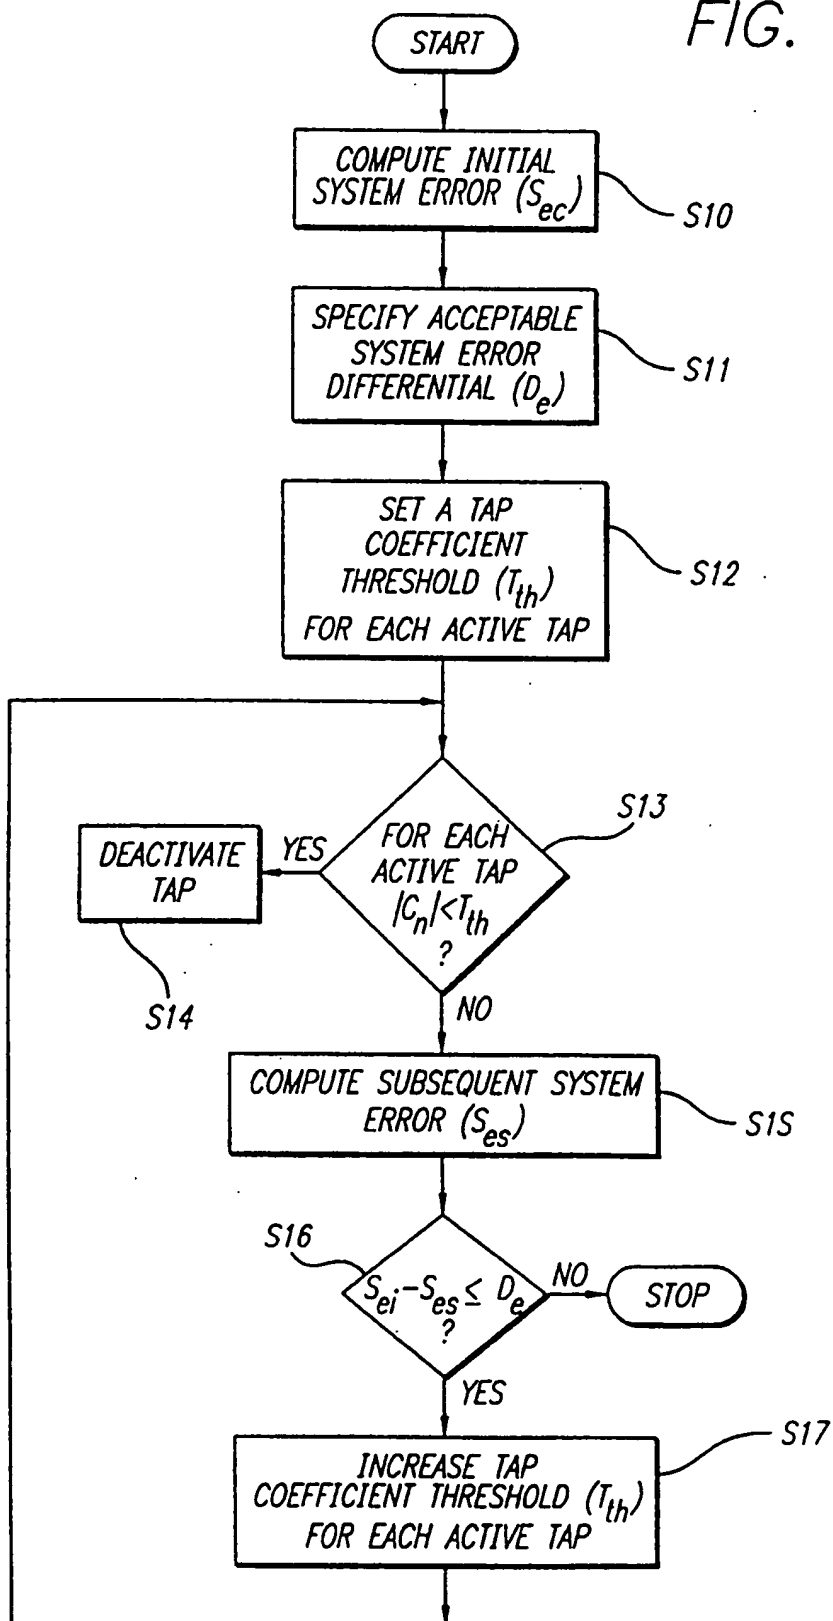 FIG.
START
COMPUTE INITIAL
SYSTEM ERROR (Sec)
S10
SPECIFY ACCEPTABLE
SYSTEM ERROR
DIFFERENTIAL (De)
S11
SET A TAP
COEFFICIENT
THRESHOLD (Tth)
FOR EACH ACTIVE TAP
S12
FOR EACH
ACTIVE TAP
|Cn|<Tth
?
S13
YES
DEACTIVATE
TAP
S14
NO
COMPUTE SUBSEQUENT SYSTEM
ERROR (Ses)
S1S
S16
Sei-Ses≤ De
?
NO
STOP
YES
INCREASE TAP
COEFFICIENT THRESHOLD (Tth)
FOR EACH ACTIVE TAP
S17